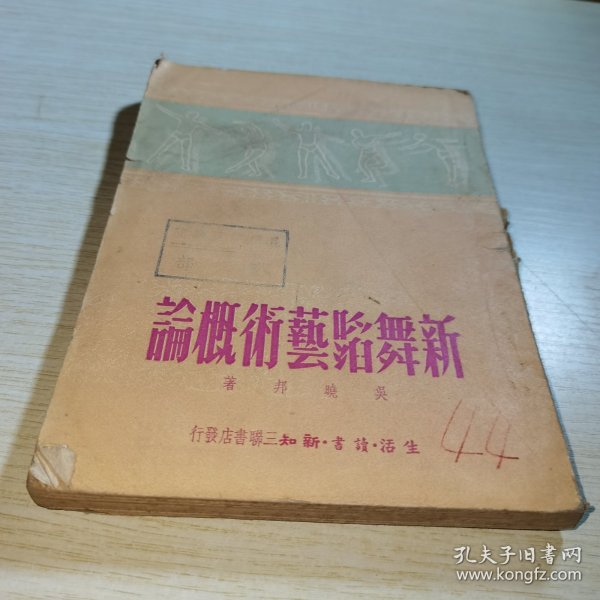 新舞蹈藝術概論
吳曉邦著
生活·讀書·新知三聯書店發行
44
孔夫子旧书网
www.kongfz.com